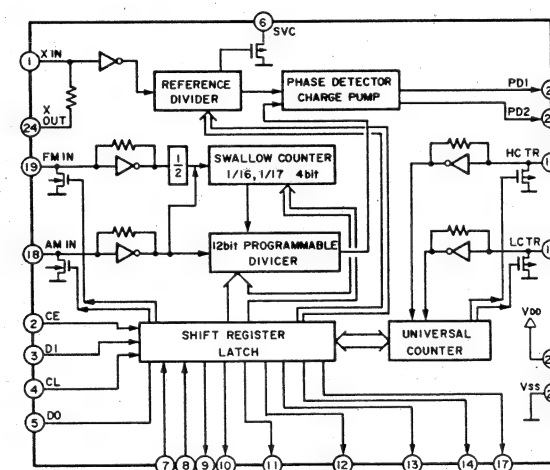 6
SVC
1
X IN
REFERENCE
DIVIDER
PHASE DETECTOR
CHARGE PUMP
PD1
PD2
X
OUT
24
19
FM IN
1
2
SWALLOW COUNTER
1/16, 1/17 4bit
HC TR
18
AM IN
12bit PROGRAMMABLE
DIVICER
LC TR
2
CE
3
DI
4
CL
5
DO
SHIFT REGISTER
LATCH
UNIVERSAL
COUNTER
VDD
VSS
7
8
9
10
11
12
13
14
17